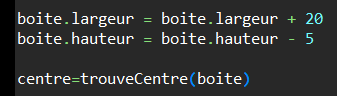 boite.largeur = boite.largeur + 20
boite.hauteur = boite.hauteur - 5
centre=trouveCentre(boite)